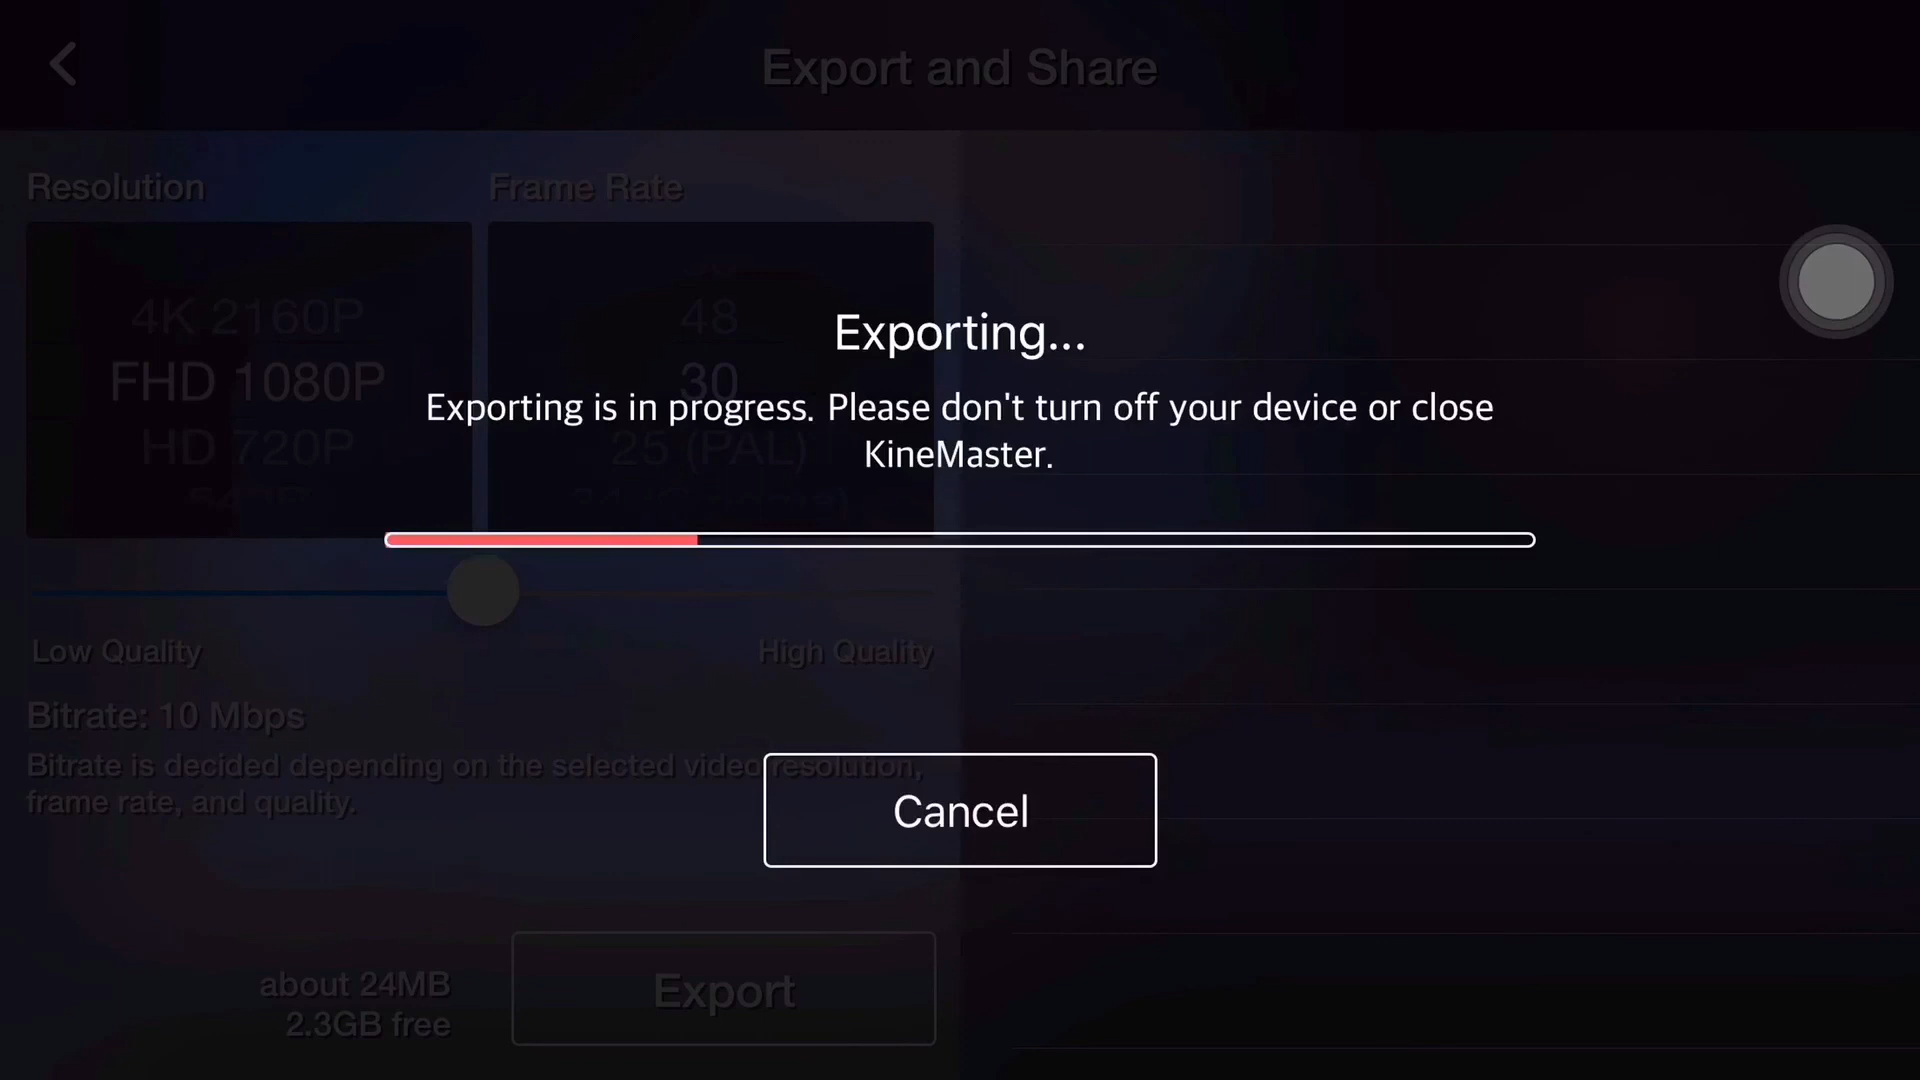 Export and Share
Resolution
Frame Rate
4K 2160P
48
FHD 1080P
30
HD 720P
25 (PAL)
Exporting...
Exporting is in progress. Please don't turn off your device or close
KineMaster.
Low Quality
High Quality
Bitrate: 10 Mbps
Bitrate is decided depending on the selected video resolution,
frame rate, and quality.
Cancel
about 24MB
2.3GB free
Export